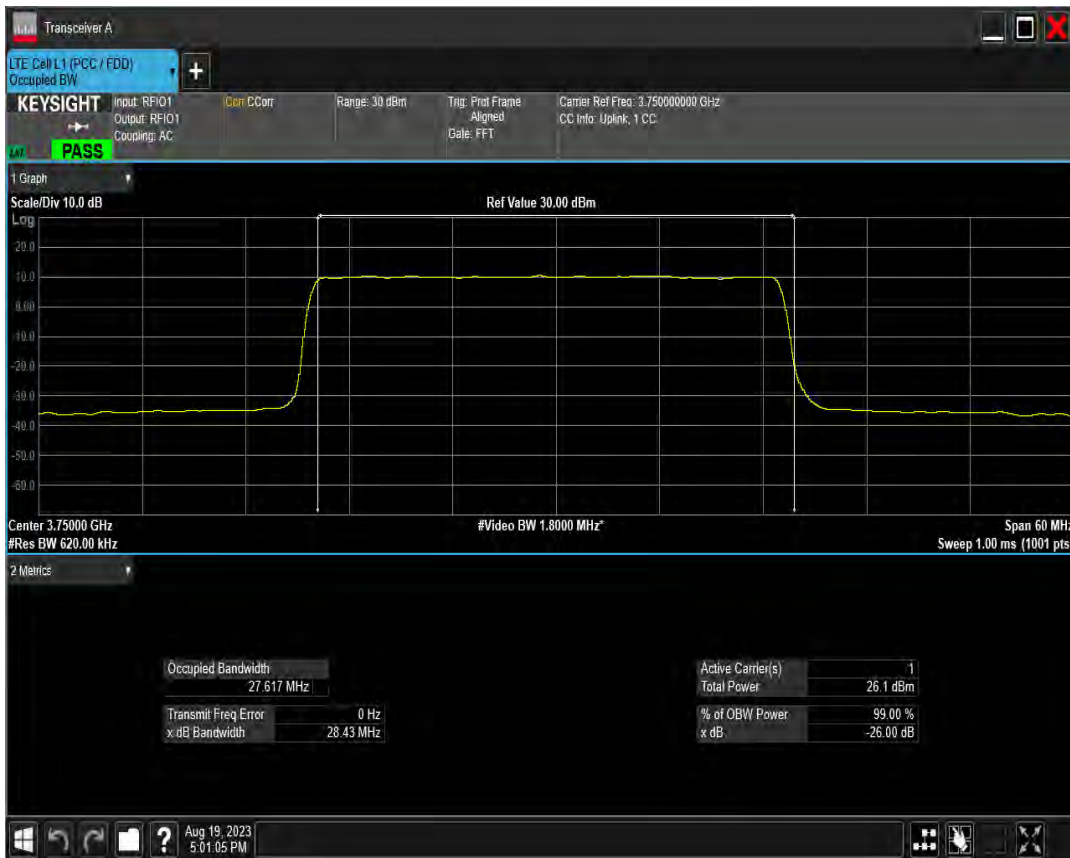 Transceiver A
LTE Cell L1 (PCC / FDD)
Occupied BW
+
KEYSIGHT
PASS
Input: RFIO1
Output: RFIO1
Coupling: AC
Corr CCorr
Range: 30 dBm
Trig: Prot Frame
Aligned
Gate: FFT
Carrier Ref Freq: 3.750000000 GHz
CC Info: Uplink, 1 CC
1 Graph
Scale/Div 10.0 dB
Ref Value 30.00 dBm
Log
20.0
10.0
0.00
-10.0
-20.0
-30.0
-40.0
-50.0
-60.0
Center 3.75000 GHz
#Video BW 1.8000 MHz*
Span 60 MHz
#Res BW 620.00 kHz
Sweep 1.00 ms (1001 pts
2 Metrics
Occupied Bandwidth
27.617 MHz
Transmit Freq Error 0 Hz
x dB Bandwidth 28.43 MHz
Active Carrier(s) 1
Total Power 26.1 dBm
% of OBW Power 99.00 %
x dB -26.00 dB
?
Aug 19, 2023
5:01:05 PM